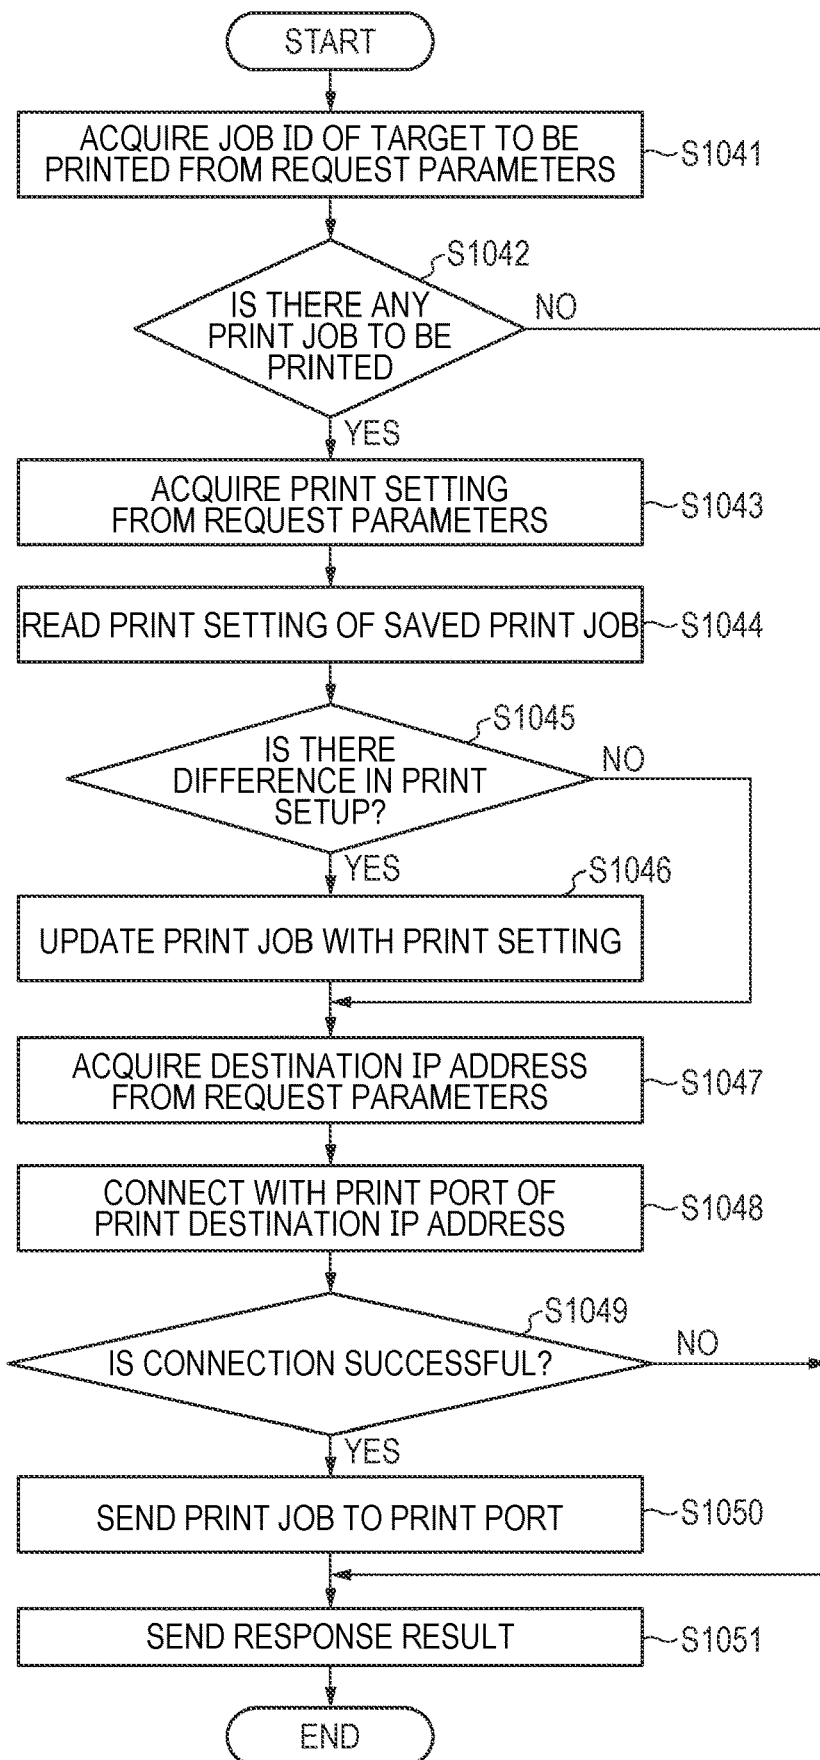 START
ACQUIRE JOB ID OF TARGET TO BE
PRINTED FROM REQUEST PARAMETERS
S1041
S1042
IS THERE ANY
PRINT JOB TO BE
PRINTED
NO
YES
ACQUIRE PRINT SETTING
FROM REQUEST PARAMETERS
S1043
READ PRINT SETTING OF SAVED PRINT JOB
S1044
S1045
IS THERE
DIFFERENCE IN PRINT
SETUP?
NO
YES
S1046
UPDATE PRINT JOB WITH PRINT SETTING
ACQUIRE DESTINATION IP ADDRESS
FROM REQUEST PARAMETERS
S1047
CONNECT WITH PRINT PORT OF
PRINT DESTINATION IP ADDRESS
S1048
S1049
IS CONNECTION SUCCESSFUL?
NO
YES
SEND PRINT JOB TO PRINT PORT
S1050
SEND RESPONSE RESULT
S1051
END